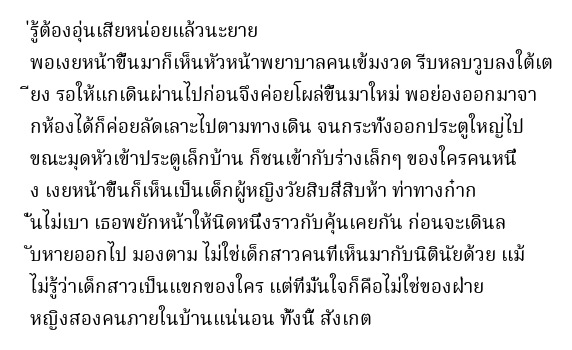 ่รู้ต้องอุ่นเสียหน่อยแล้วนะยาย
พอเงยหน้าขึ้นมาก็เห็นหัวหน้าพยาบาลคนเข้มงวด รีบหลบวูบลงใต้เต
ียง รอให้แกเดินผ่านไปก่อนจึงค่อยโผล่ขึ้นมาใหม่ พอย่องออกมาจา
กห้องได้ก็ค่อยลัดเลาะไปตามทางเดิน จนกระทั่งออกประตูใหญ่ไป
ขณะมุดหัวเข้าประตูเล็กบ้าน ก็ชนเข้ากับร่างเล็กๆ ของใครคนหนึ่
ง เงยหน้าขึ้นก็เห็นเป็นเด็กผู้หญิงวัยสิบสี่สิบห้า ท่าทางก๋าก
ั่นไม่เบา เธอพยักหน้าให้นิดหนึ่งราวกับคุ้นเคยกัน ก่อนจะเดินล
ับหายออกไป มองตาม ไม่ใช่เด็กสาวคนที่เห็นมากับนิตินัยด้วย แม้
ไม่รู้ว่าเด็กสาวเป็นแขกของใคร แต่ที่มั่นใจก็คือไม่ใช่ของฝ่าย
หญิงสองคนภายในบ้านแน่นอน ทั้งนี้ สังเกต